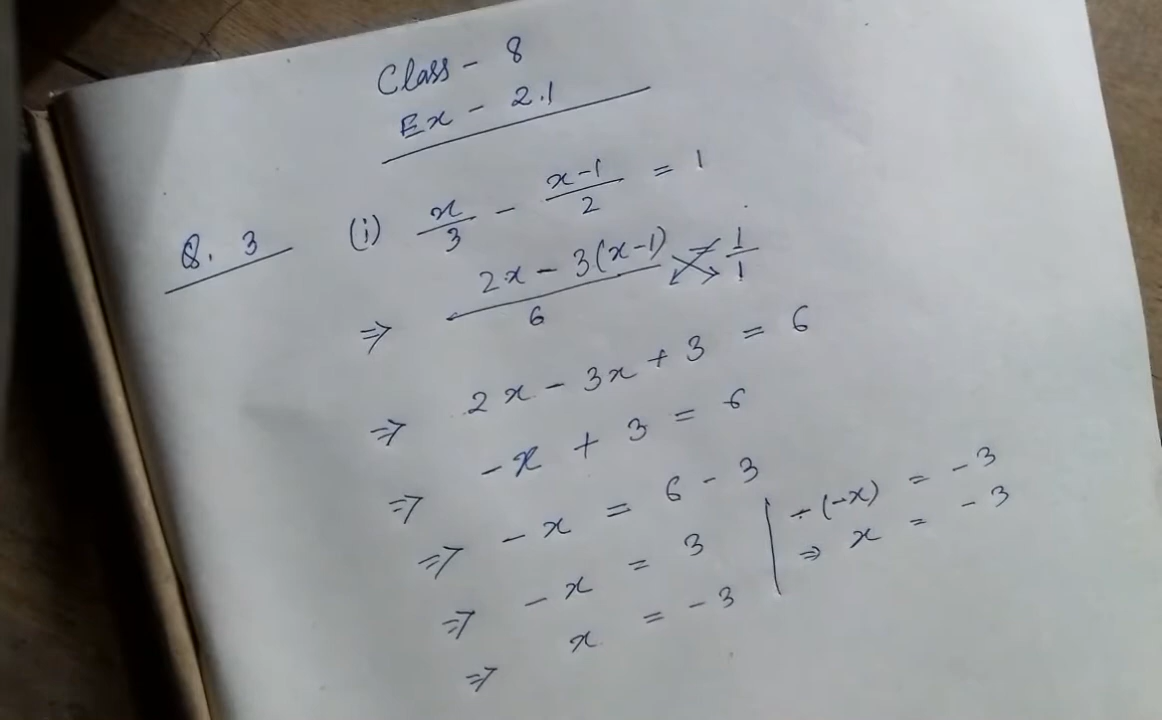 Class - 8
Ex - 2.1
Q. 3 (i) x/3 - (x-1)/2 = 1
⇒ (2x - 3(x-1))/6 = 1/1
⇒ 2x - 3x + 3 = 6
⇒ -x + 3 = 6
⇒ -x = 6 - 3
⇒ -x = 3
⇒ x = -3
-(-x) = -3
⇒ x = -3